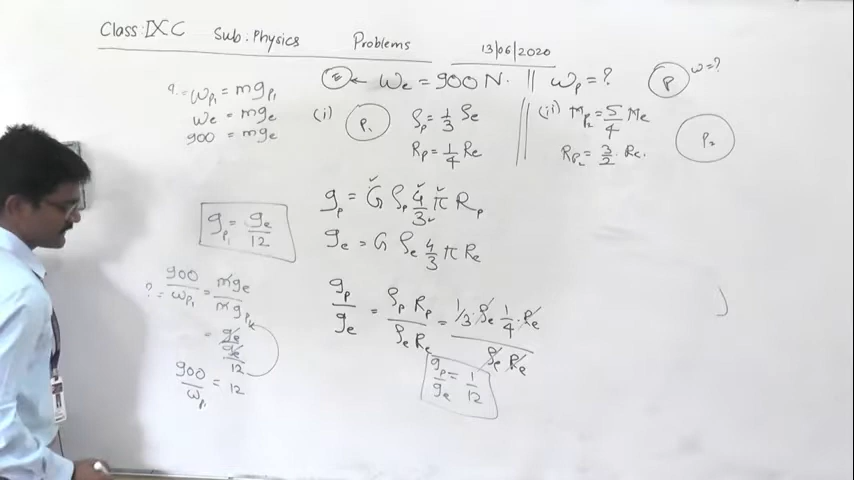 Class: IX C Sub: Physics Problems 13/06/2020
E ← We = 900 N. || Wp = ? P w = ?
Wp1 = mgp1
We = mge
900 = mge
(i) P1 ρp = 1/3 ρe
Rp = 1/4 Re
(ii) Mp2 = 5/4 Me P2
Rp2 = 3/2 . Re.
gp = G ρp 4/3 π Rp
ge = G ρe 4/3 π Re
gp1 = ge/12
gp/ge = ρp Rp / ρe Re = 1/3 . ρe 1/4 . Re / ρe Re
gp/ge = 1/12
? = 900/Wp1 = mge/mgp1
= ge / ge/12
900/Wp1 = 12